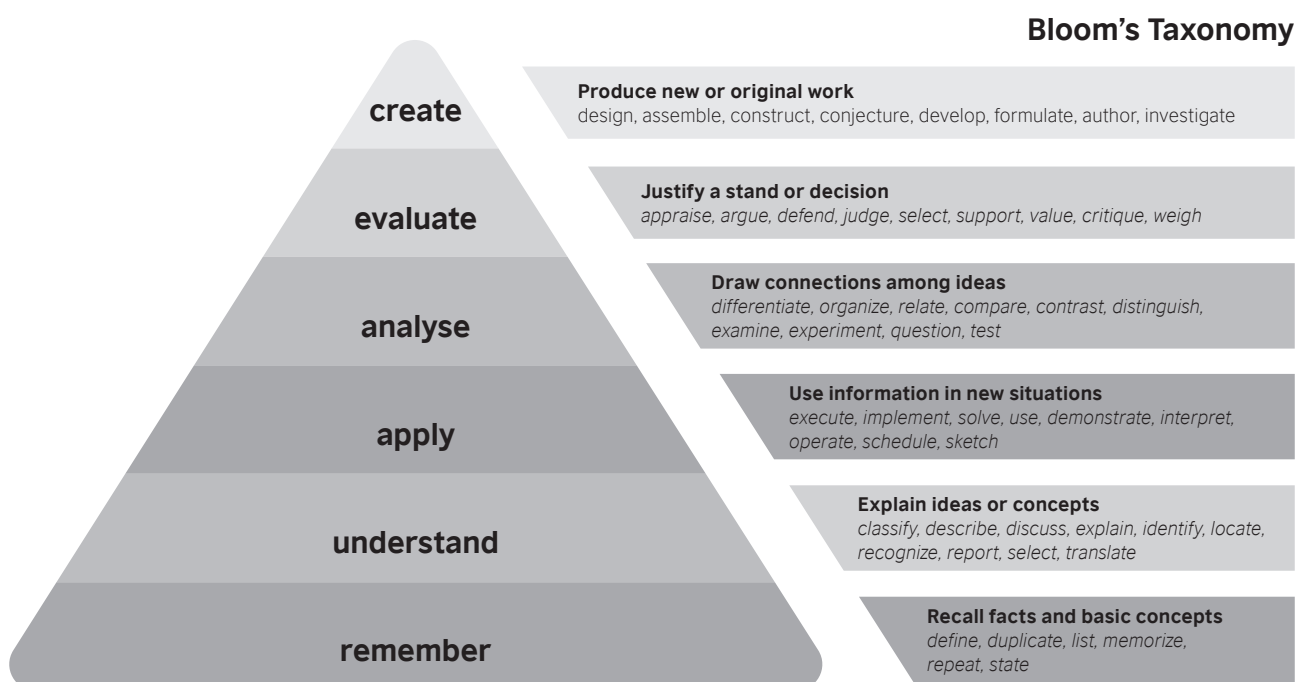 Bloom’s Taxonomy
create
Produce new or original work
design, assemble, construct, conjecture, develop, formulate, author, investigate
evaluate
Justify a stand or decision
appraise, argue, defend, judge, select, support, value, critique, weigh
analyse
Draw connections among ideas
differentiate, organize, relate, compare, contrast, distinguish,
examine, experiment, question, test
apply
Use information in new situations
execute, implement, solve, use, demonstrate, interpret,
operate, schedule, sketch
understand
Explain ideas or concepts
classify, describe, discuss, explain, identify, locate,
recognize, report, select, translate
remember
Recall facts and basic concepts
define, duplicate, list, memorize,
repeat, state